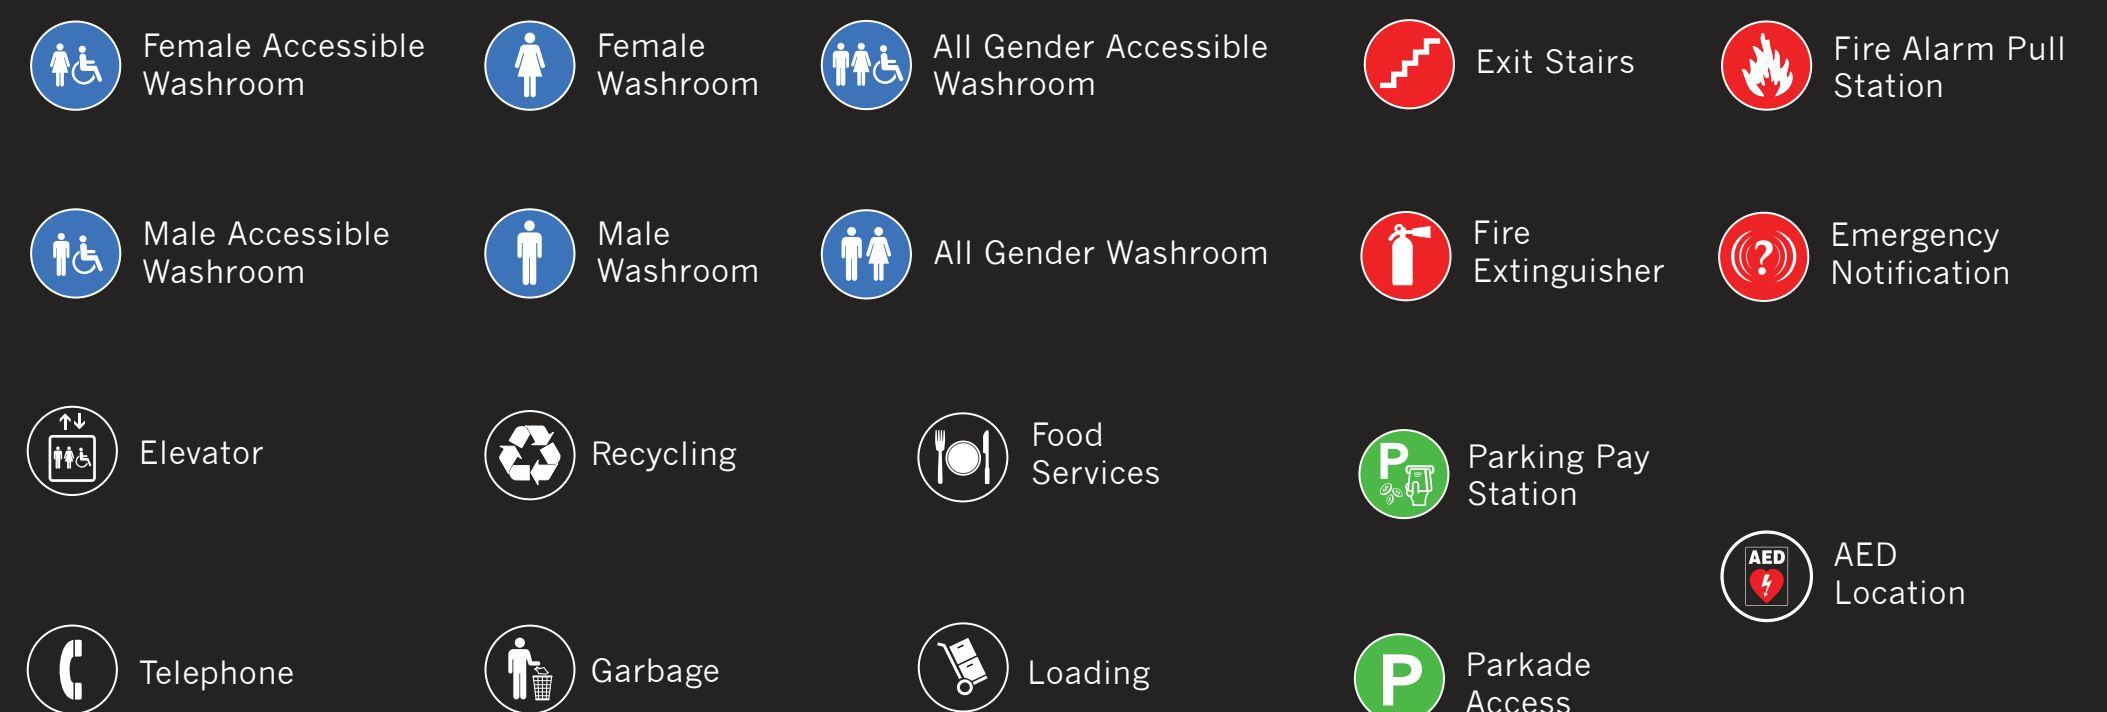 Female Accessible
Washroom
Female
Washroom
All Gender Accessible
Washroom
Exit Stairs
Fire Alarm Pull
Station
Male Accessible
Washroom
Male
Washroom
All Gender Washroom
Fire
Extinguisher
?
Emergency
Notification
Elevator
Recycling
Food
Services
P
Parking Pay
Station
AED
AED
Location
Telephone
Garbage
Loading
P
Parkade
Access